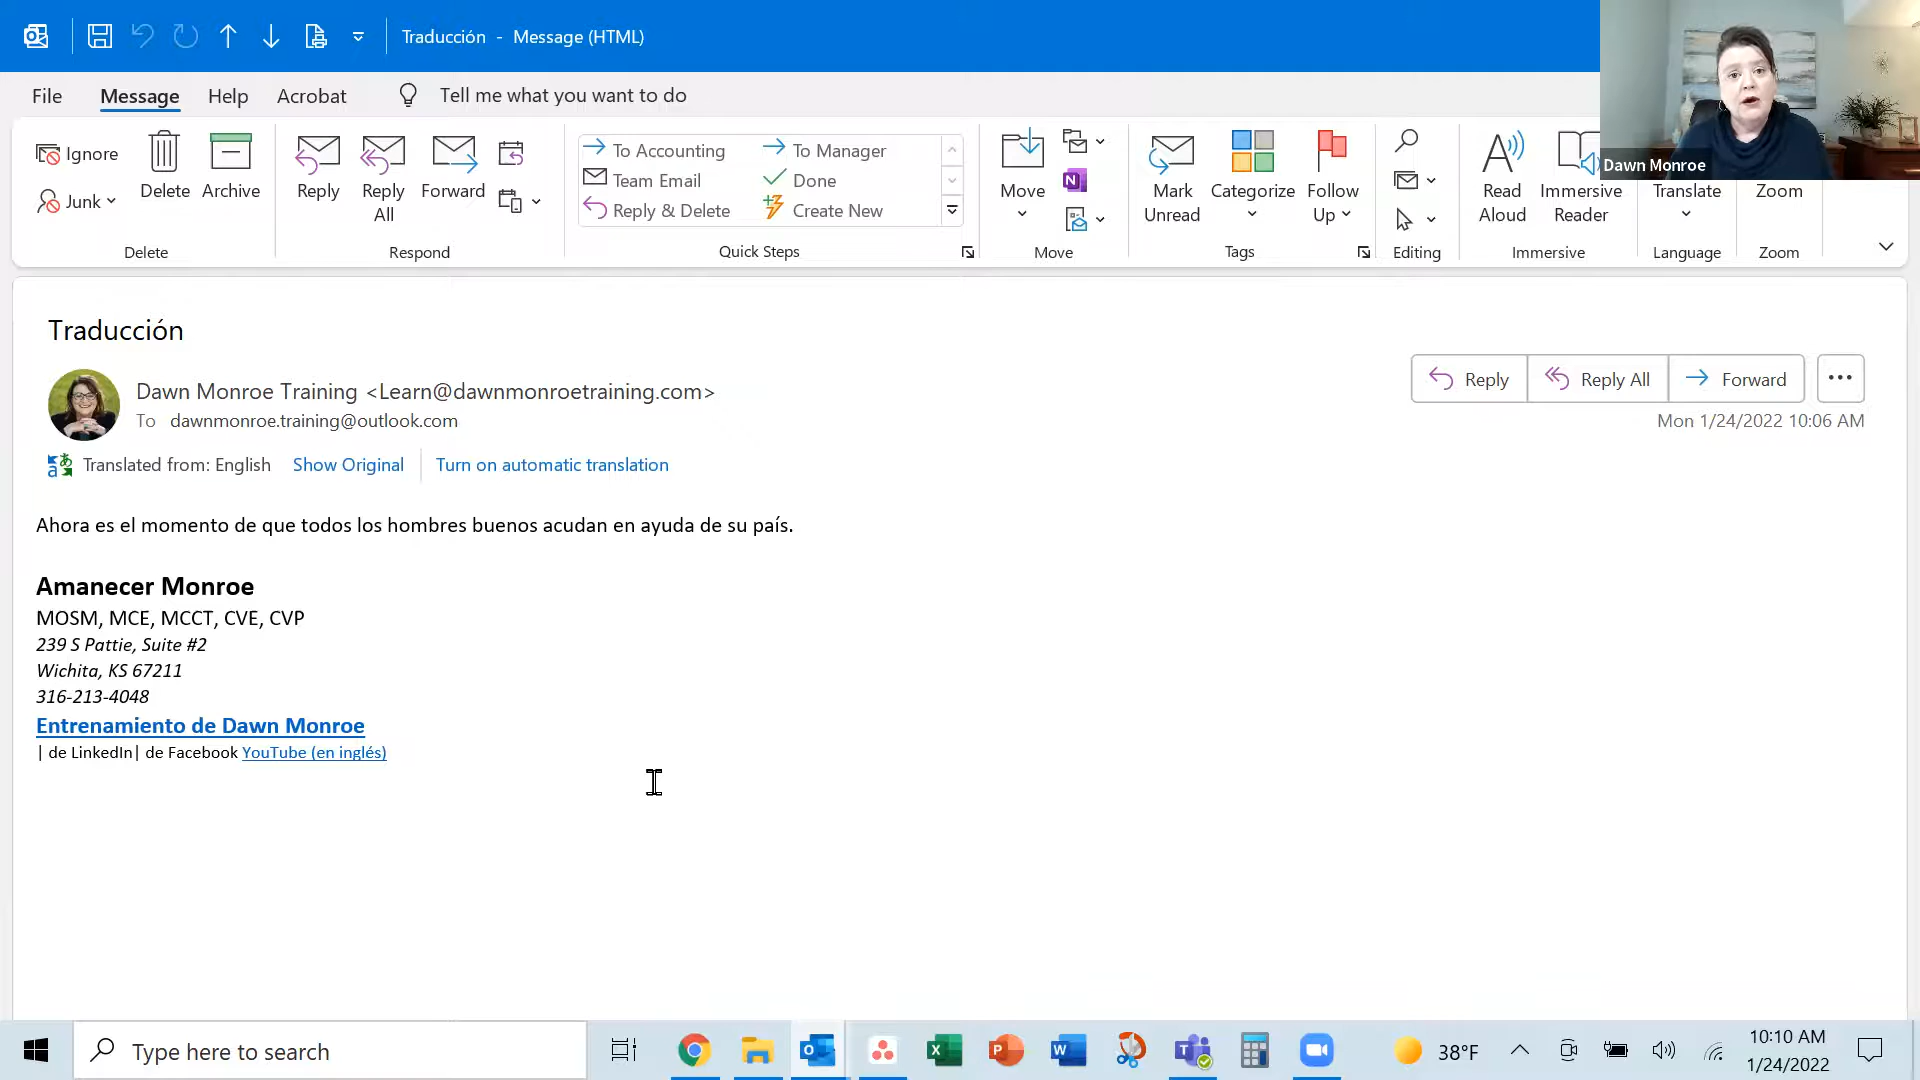 Traducción - Message (HTML)
File Message Help Acrobat Tell me what you want to do
Dawn Monroe
Ignore
Junk
Delete
Archive
Delete
Reply
Reply All
Forward
Respond
To Accounting
Team Email
Reply & Delete
To Manager
Done
Create New
Quick Steps
Move
Move
Mark Unread
Categorize
Follow Up
Tags
Editing
Read Aloud
Immersive Reader
Immersive
Translate
Language
Zoom
Zoom
Traducción
Dawn Monroe Training <Learn@dawnmonroetraining.com>
To dawnmonroe.training@outlook.com
Reply Reply All Forward
Mon 1/24/2022 10:06 AM
Translated from: English Show Original Turn on automatic translation
Ahora es el momento de que todos los hombres buenos acudan en ayuda de su país.
Amanecer Monroe
MOSM, MCE, MCCT, CVE, CVP
239 S Pattie, Suite #2
Wichita, KS 67211
316-213-4048
Entrenamiento de Dawn Monroe
| de LinkedIn| de Facebook YouTube (en inglés)
Type here to search
38°F
10:10 AM
1/24/2022